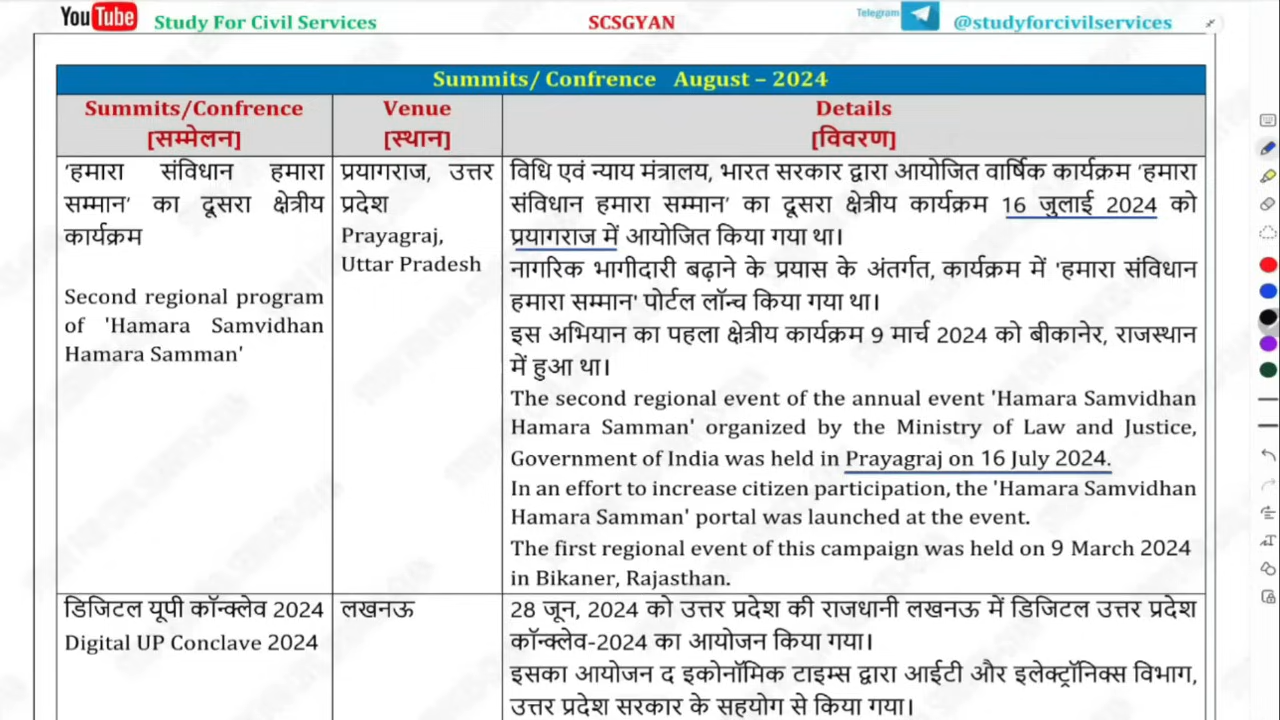 You Tube Study For Civil Services SCSGYAN Telegram @studyforcivilservices
Summits/ Confrence August – 2024
Summits/Confrence
[सम्मेलन]
Venue
[स्थान]
Details
[विवरण]
'हमारा संविधान हमारा
सम्मान' का दूसरा क्षेत्रीय
कार्यक्रम
Second regional program
of 'Hamara Samvidhan
Hamara Samman'
प्रयागराज, उत्तर
प्रदेश
Prayagraj,
Uttar Pradesh
विधि एवं न्याय मंत्रालय, भारत सरकार द्वारा आयोजित वार्षिक कार्यक्रम 'हमारा
संविधान हमारा सम्मान' का दूसरा क्षेत्रीय कार्यक्रम 16 जुलाई 2024 को
प्रयागराज में आयोजित किया गया था।
नागरिक भागीदारी बढ़ाने के प्रयास के अंतर्गत, कार्यक्रम में 'हमारा संविधान
हमारा सम्मान' पोर्टल लॉन्च किया गया था।
इस अभियान का पहला क्षेत्रीय कार्यक्रम 9 मार्च 2024 को बीकानेर, राजस्थान
में हुआ था।
The second regional event of the annual event 'Hamara Samvidhan
Hamara Samman' organized by the Ministry of Law and Justice,
Government of India was held in Prayagraj on 16 July 2024.
In an effort to increase citizen participation, the 'Hamara Samvidhan
Hamara Samman' portal was launched at the event.
The first regional event of this campaign was held on 9 March 2024
in Bikaner, Rajasthan.
डिजिटल यूपी कॉन्क्लेव 2024
Digital UP Conclave 2024
लखनऊ
28 जून, 2024 को उत्तर प्रदेश की राजधानी लखनऊ में डिजिटल उत्तर प्रदेश
कॉन्क्लेव-2024 का आयोजन किया गया।
इसका आयोजन द इकोनॉमिक टाइम्स द्वारा आईटी और इलेक्ट्रॉनिक्स विभाग,
उत्तर प्रदेश सरकार के सहयोग से किया गया।